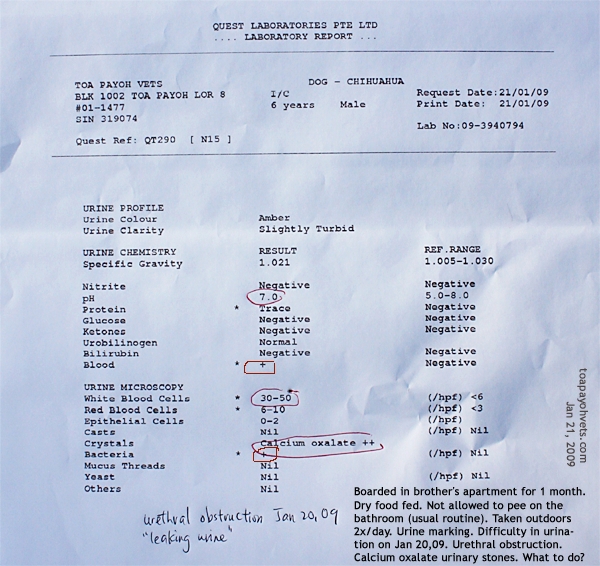 QUEST LABORATORIES PTE LTD
.... LABORATORY REPORT ...
TOA PAYOH VETS
BLK 1002 TOA PAYOH LOR 8
#01-1477
SIN 319074
Quest Ref: QT290 [ N15 ]
DOG - CHIHUAHUA
I/C
6 years Male
Request Date:21/01/09
Print Date: 21/01/09
Lab No:09-3940794
URINE PROFILE
Urine Colour Amber
Urine Clarity Slightly Turbid
URINE CHEMISTRY RESULT REF.RANGE
Specific Gravity 1.021 1.005-1.030
Nitrite Negative Negative
pH 7.0 5.0-8.0
Protein * Trace Negative
Glucose Negative Negative
Ketones Negative Negative
Urobilinogen Normal
Bilirubin Negative Negative
Blood * + Negative
URINE MICROSCOPY
White Blood Cells * 30-50 (/hpf) <6
Red Blood Cells * 6-10 (/hpf) <3
Epithelial Cells 0-2 (/hpf)
Casts Nil (/hpf) Nil
Crystals Calcium oxalate ++
Bacteria * + (/hpf) Nil
Mucus Threads Nil
Yeast Nil (/hpf) Nil
Others Nil
urethral obstruction Jan 20,09
"leaking urine"
Boarded in brother's apartment for 1 month.
Dry food fed. Not allowed to pee on the
bathroom (usual routine). Taken outdoors
2x/day. Urine marking. Difficulty in urina-
tion on Jan 20,09. Urethral obstruction.
Calcium oxalate urinary stones. What to do?
toapayohvets.com
Jan 21, 2009